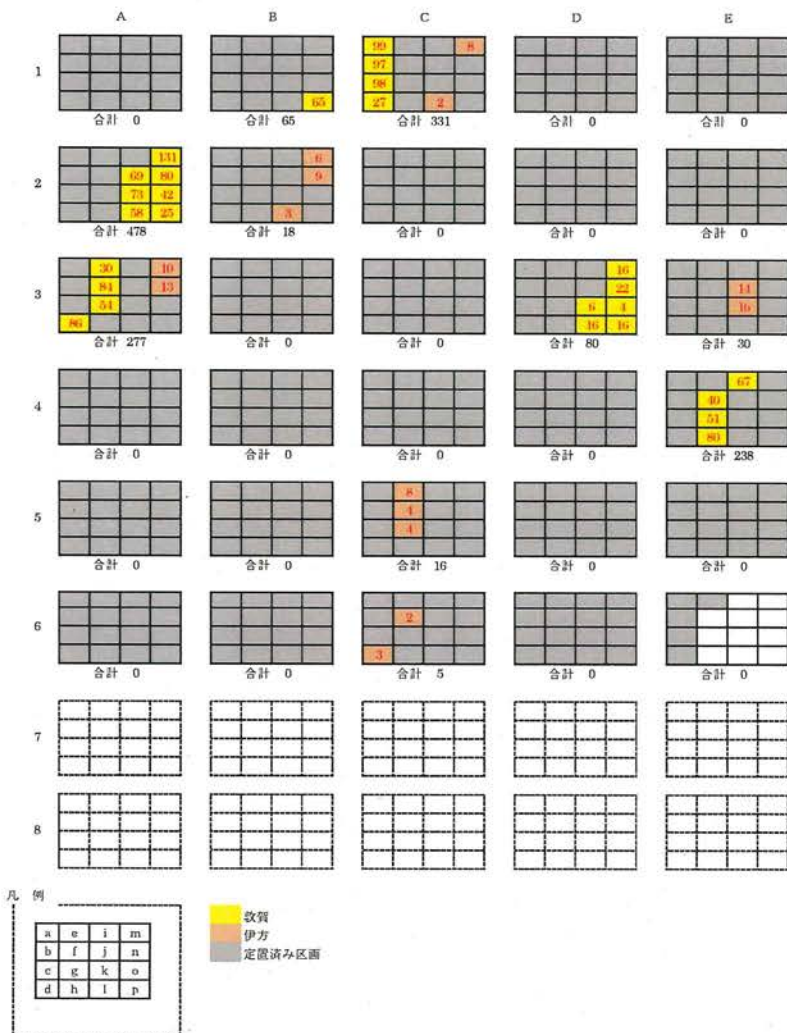 A B C D E
1
99 8
97
98
65 27 2
合計 0 合計 65 合計 331 合計 0 合計 0
2
131 6
69 80 9
73 42
58 25 3
合計 478 合計 18 合計 0 合計 0 合計 0
3
30 10 16
84 13 22 14
54 6 4 16
86 16 16
合計 277 合計 0 合計 0 合計 80 合計 30
4
67
40
51
80
合計 0 合計 0 合計 0 合計 0 合計 238
5
8
4
4
合計 0 合計 0 合計 16 合計 0 合計 0
6
2
3
合計 0 合計 0 合計 5 合計 0 合計 0
7
8
凡 例
a e i m
b f j n
c g k o
d h l p
敦賀
伊方
定置済み区画